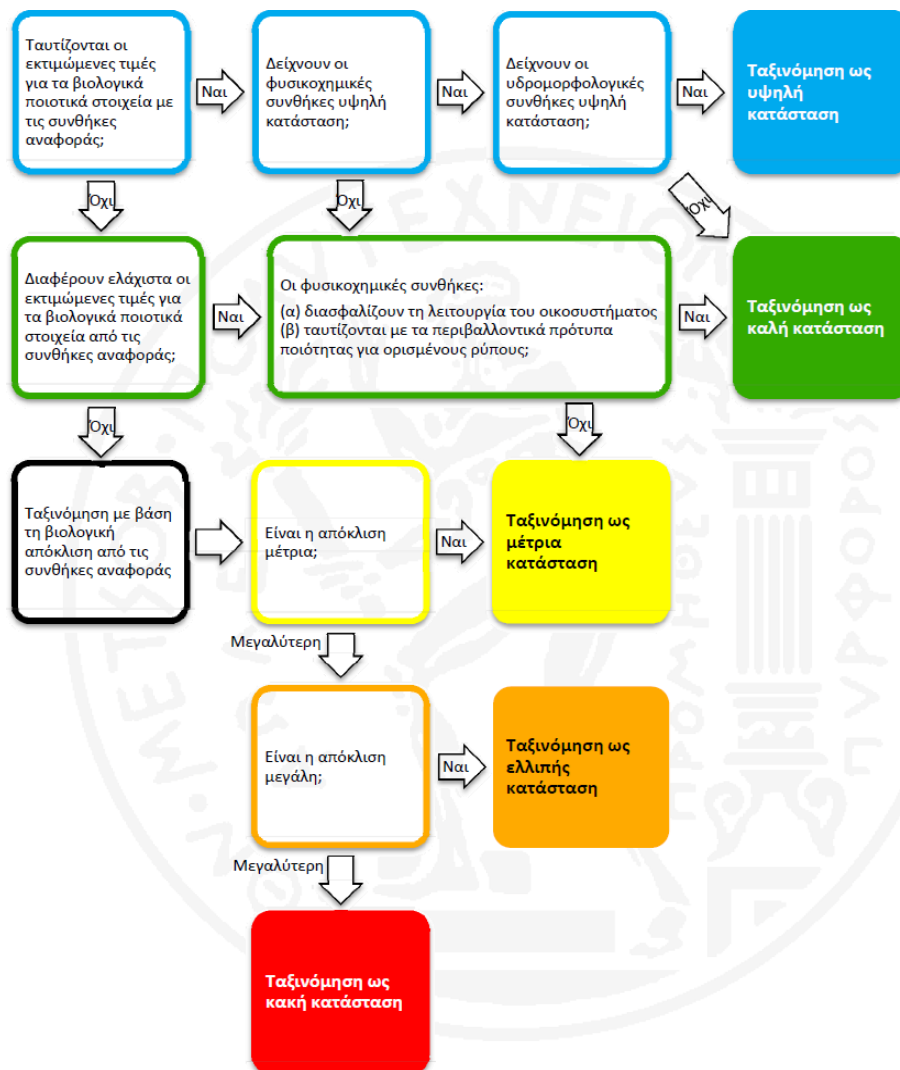 Ταυτίζονται οι
εκτιμώμενες τιμές
για τα βιολογικά
ποιοτικά στοιχεία με
τις συνθήκες
αναφοράς;
Ναι
Δείχνουν οι
φυσικοχημικές
συνθήκες υψηλή
κατάσταση;
Ναι
Δείχνουν οι
υδρομορφολογικές
συνθήκες υψηλή
κατάσταση;
Ναι
Ταξινόμηση ως
υψηλή
κατάσταση
Όχι
Όχι
Όχι
Διαφέρουν ελάχιστα οι
εκτιμώμενες τιμές για
τα βιολογικά ποιοτικά
στοιχεία από τις
συνθήκες αναφοράς;
Ναι
Οι φυσικοχημικές συνθήκες:
(α) διασφαλίζουν τη λειτουργία του οικοσυστήματος
(β) ταυτίζονται με τα περιβαλλοντικά πρότυπα
ποιότητας για ορισμένους ρύπους;
Ναι
Ταξινόμηση ως
καλή κατάσταση
Όχι
Όχι
Ταξινόμηση με βάση
τη βιολογική
απόκλιση από τις
συνθήκες αναφοράς
Είναι η απόκλιση
μέτρια;
Ναι
Ταξινόμηση ως
μέτρια
κατάσταση
Μεγαλύτερη
Είναι η απόκλιση
μεγάλη;
Ναι
Ταξινόμηση ως
ελλιπής
κατάσταση
Μεγαλύτερη
Ταξινόμηση ως
κακή κατάσταση
ΠΥΡΦΟΡΟΣ